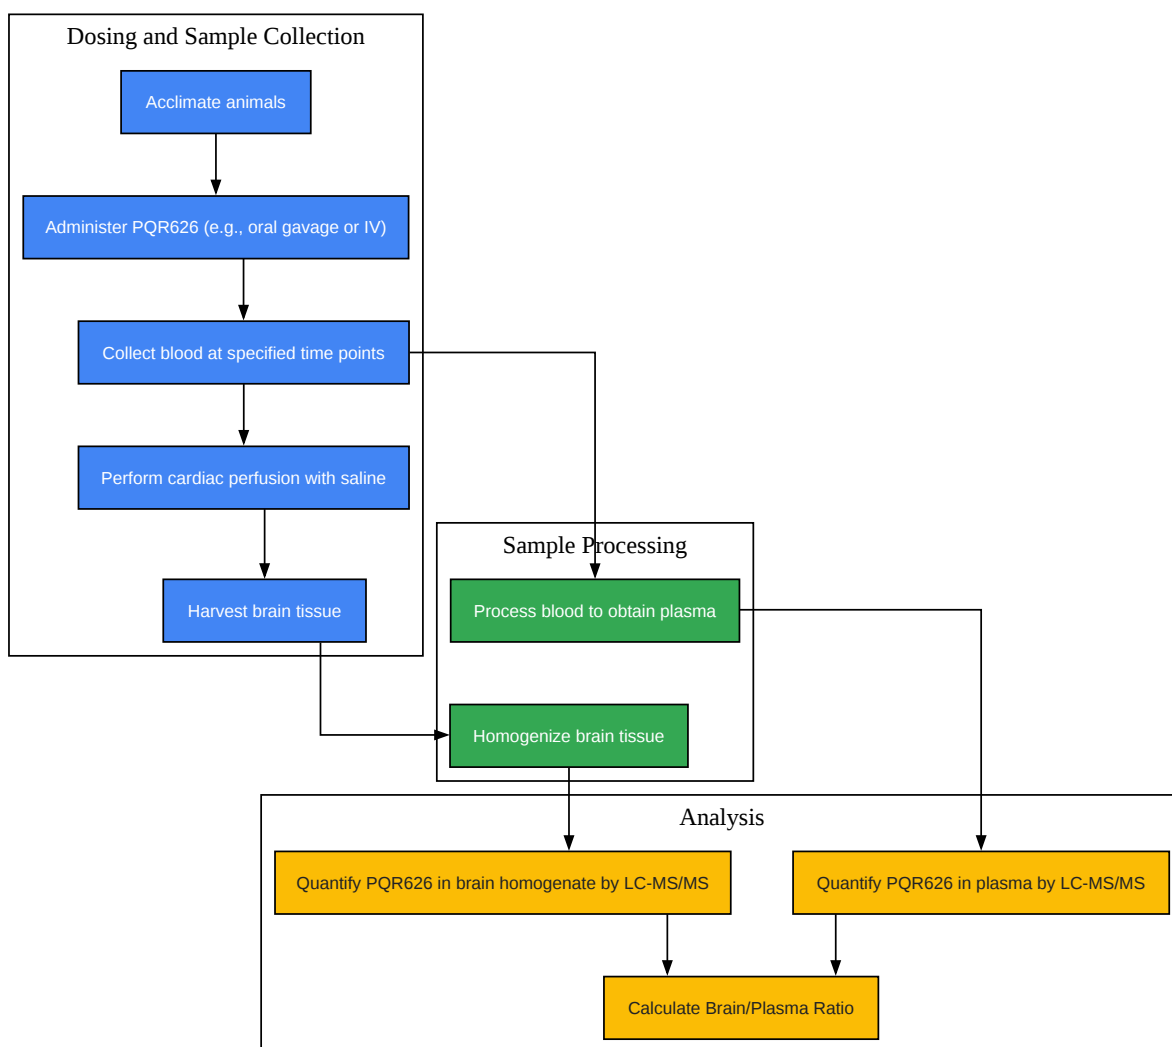 Dosing and Sample Collection
Acclimate animals
Administer PQR626 (e.g., oral gavage or IV)
Collect blood at specified time points
Perform cardiac perfusion with saline
Harvest brain tissue
Sample Processing
Process blood to obtain plasma
Homogenize brain tissue
Analysis
Quantify PQR626 in brain homogenate by LC-MS/MS
Quantify PQR626 in plasma by LC-MS/MS
Calculate Brain/Plasma Ratio